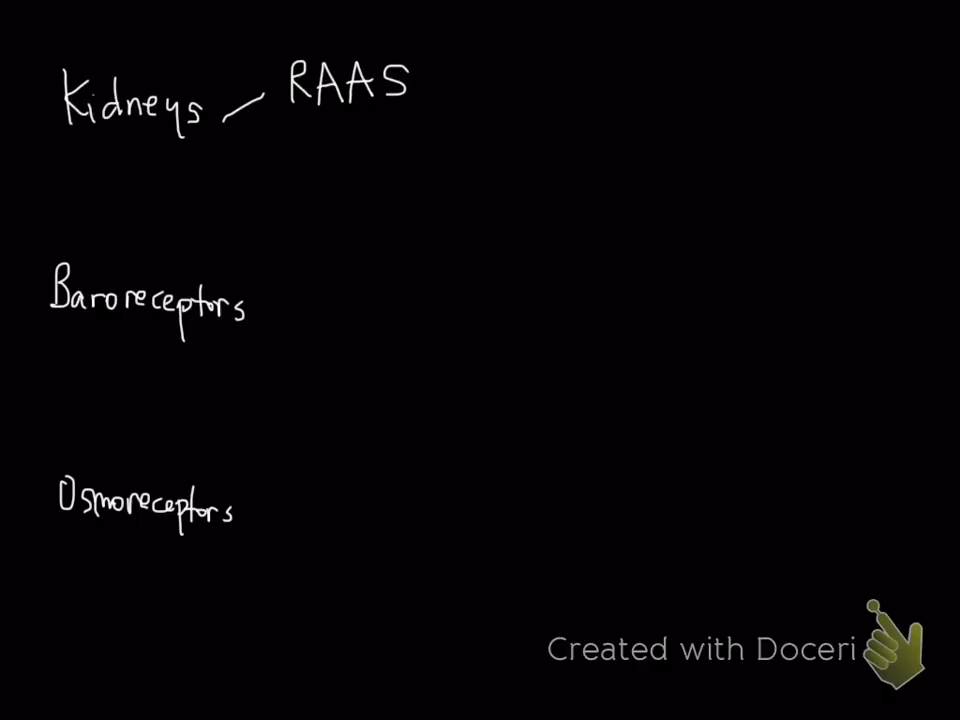 Kidneys — RAAS
Baroreceptors
Osmoreceptors
Created with Doceri